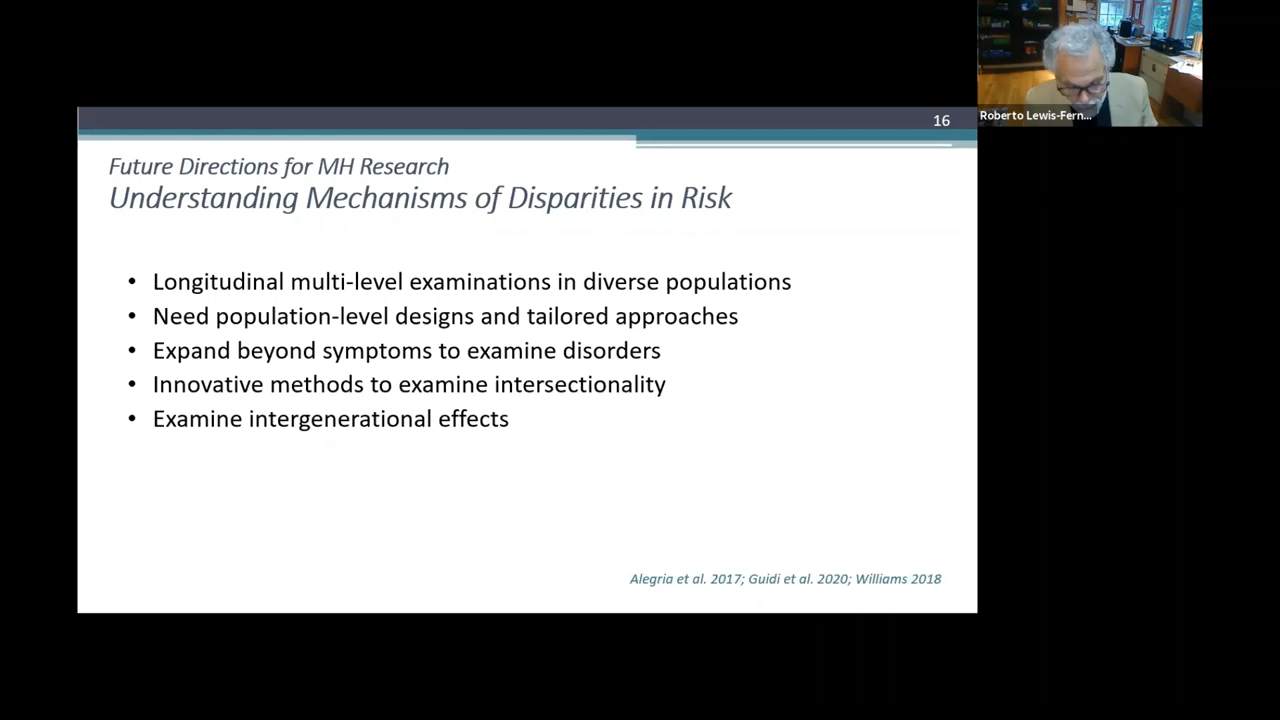 16
Roberto Lewis-Fern...
Future Directions for MH Research
Understanding Mechanisms of Disparities in Risk
• Longitudinal multi-level examinations in diverse populations
• Need population-level designs and tailored approaches
• Expand beyond symptoms to examine disorders
• Innovative methods to examine intersectionality
• Examine intergenerational effects
Alegria et al. 2017; Guidi et al. 2020; Williams 2018